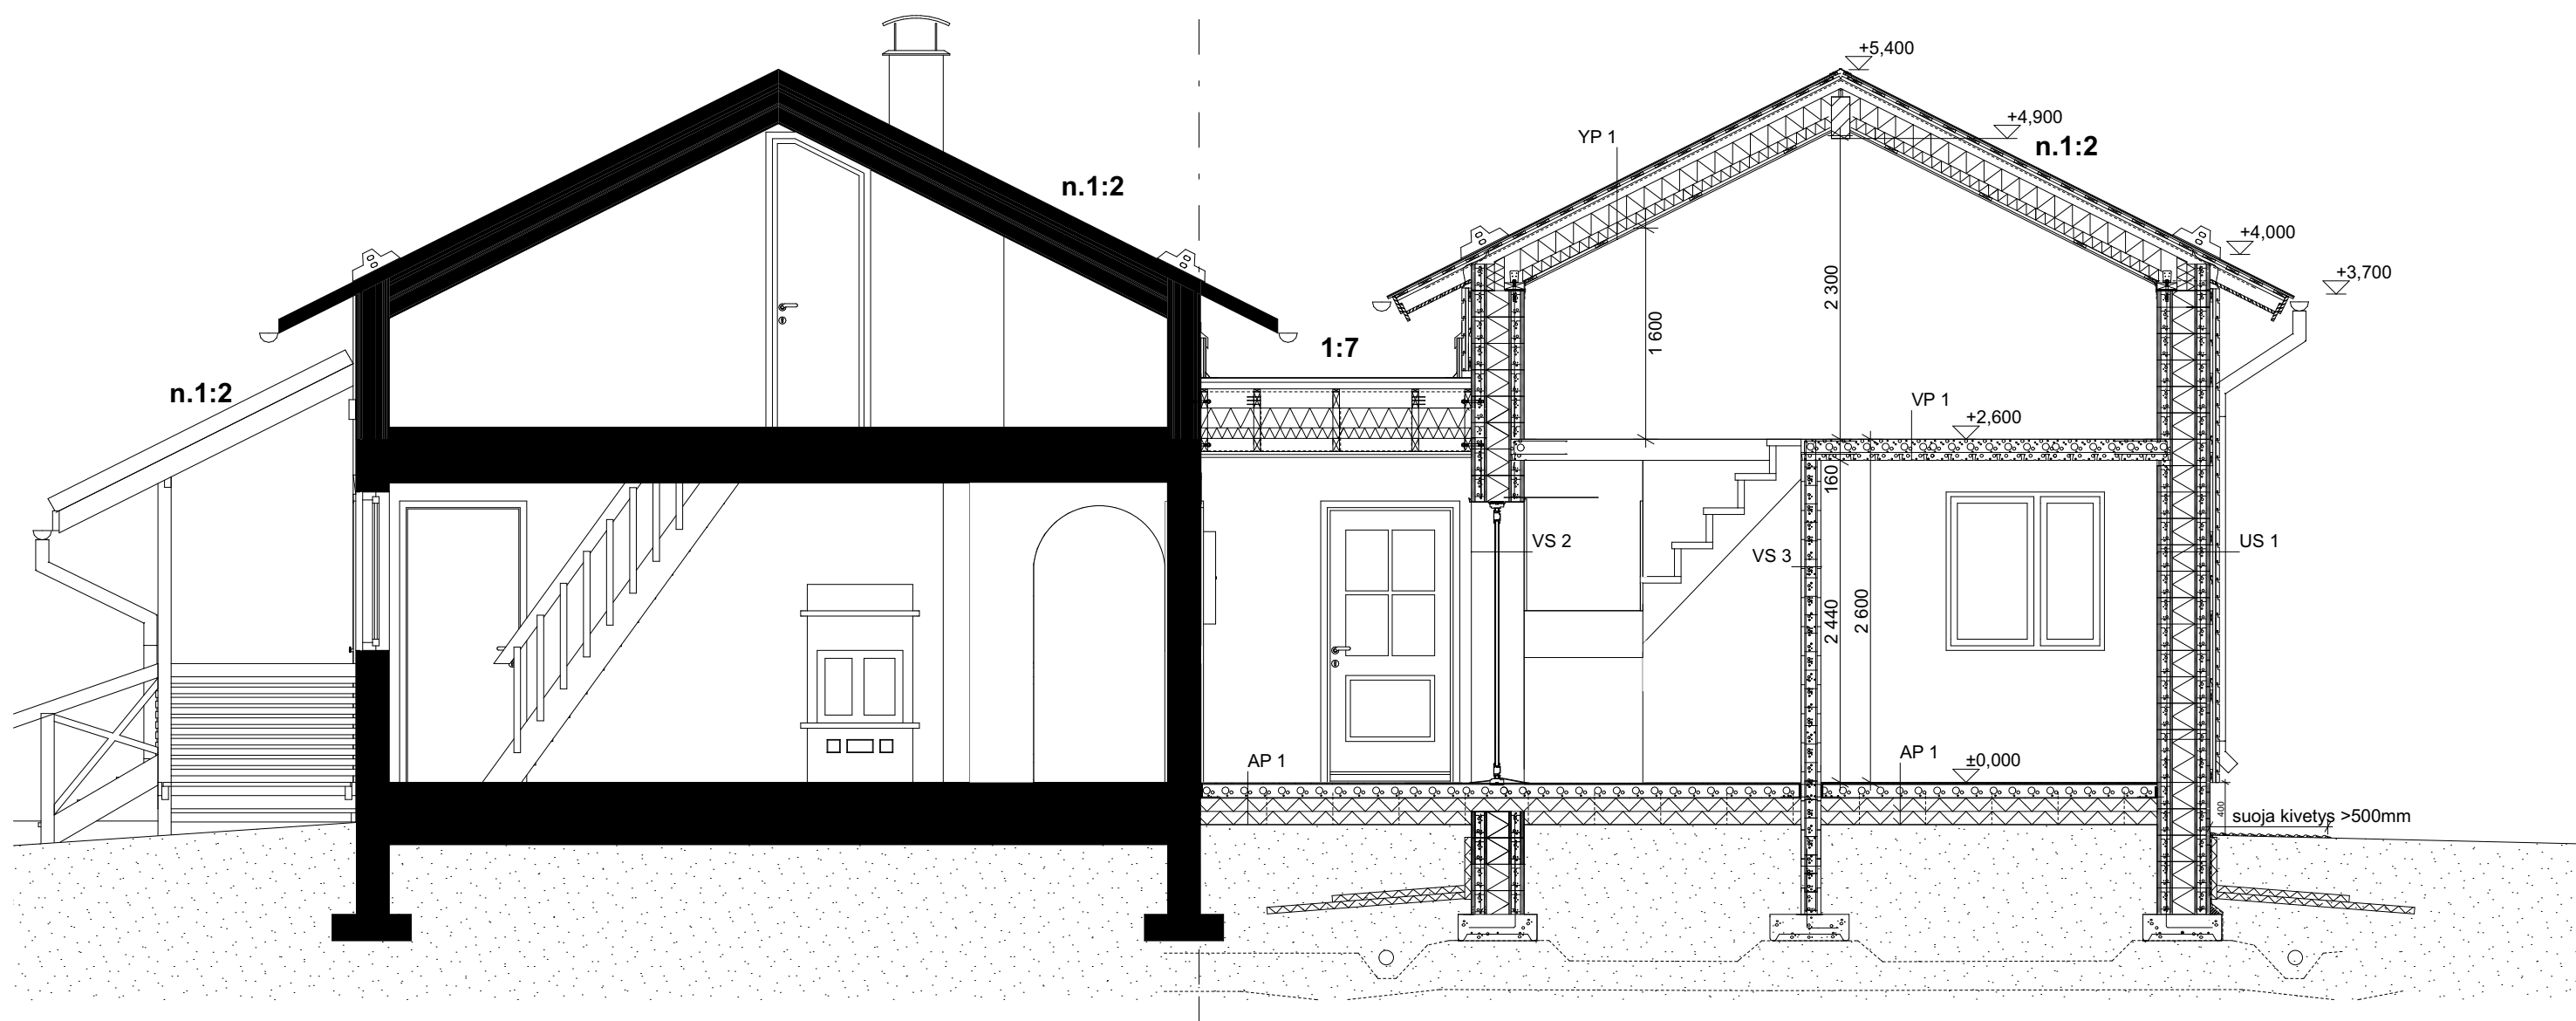 +5,400
+4,900
YP 1
n.1:2
n.1:2
+4,000
+3,700
2 300
1 600
1:7
n.1:2
VP 1
+2,600
160
VS 2
VS 3
US 1
2 440
2 600
AP 1
AP 1
±0,000
400
suoja kivetys >500mm